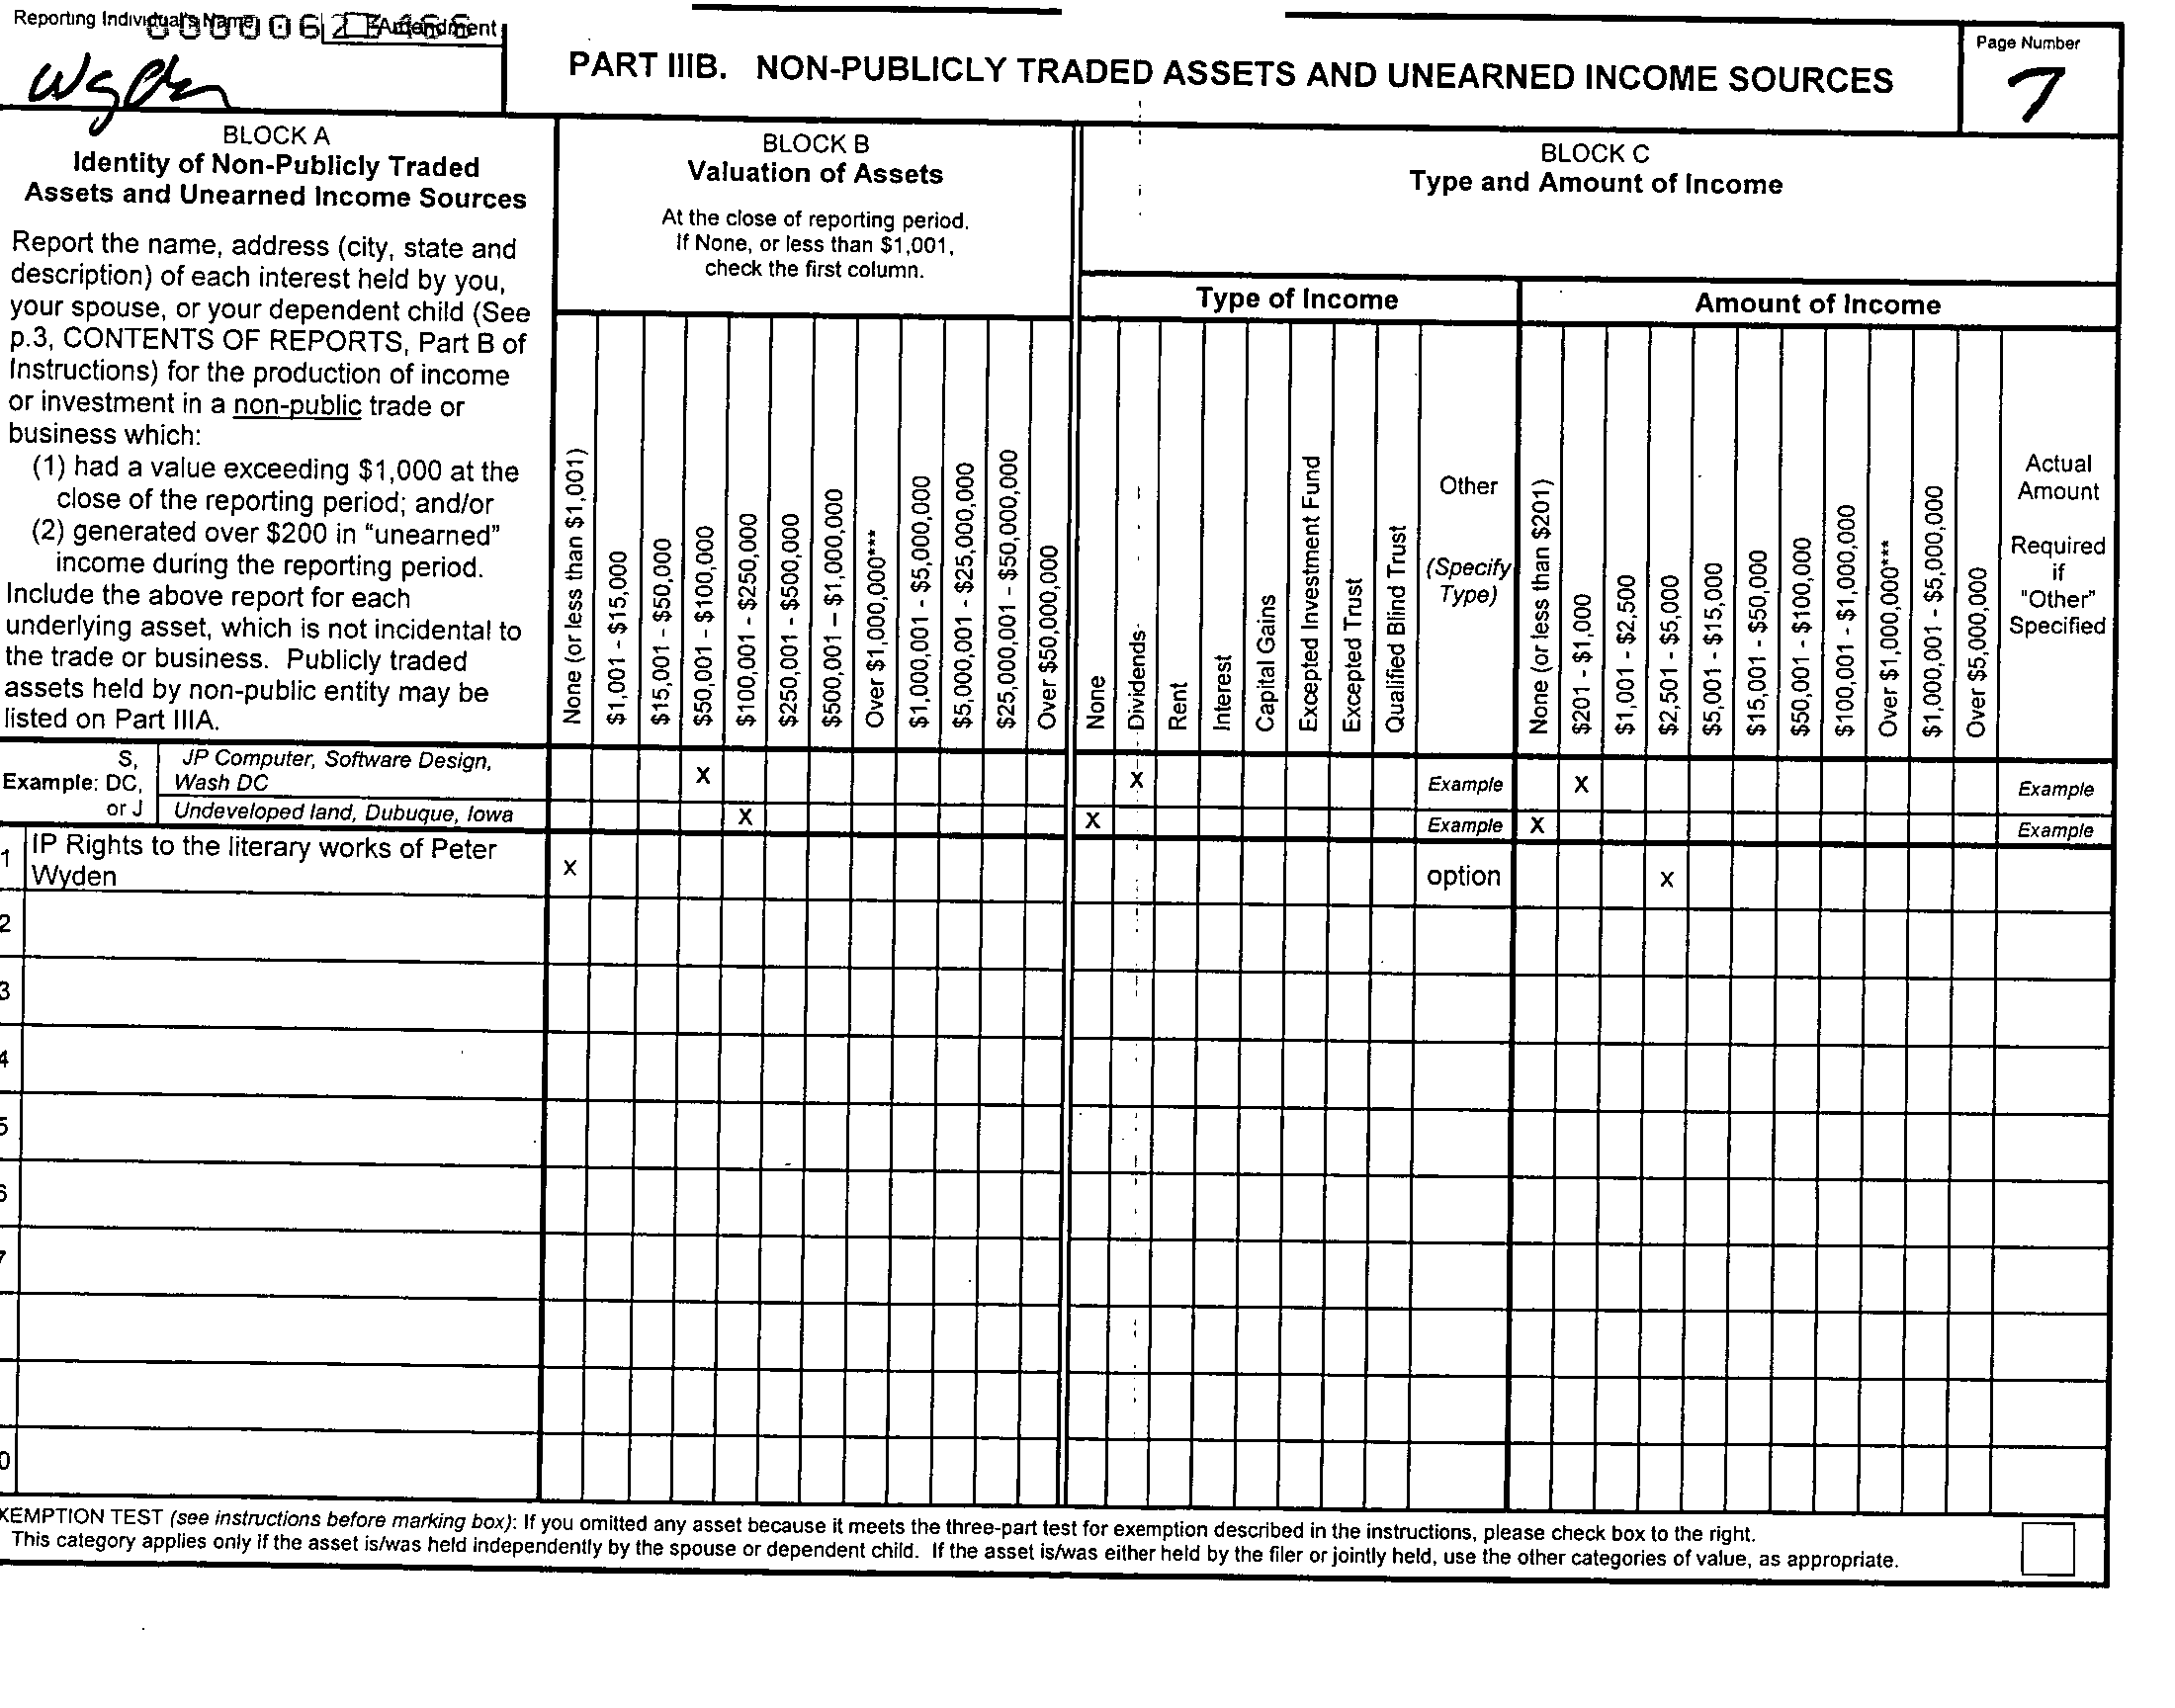 Reporting Individual's Name
Amendment
Wyden
PART IIIB. NON-PUBLICLY TRADED ASSETS AND UNEARNED INCOME SOURCES
Page Number
7
BLOCK A
Identity of Non-Publicly Traded
Assets and Unearned Income Sources
Report the name, address (city, state and
description) of each interest held by you,
your spouse, or your dependent child (See
p.3, CONTENTS OF REPORTS, Part B of
Instructions) for the production of income
or investment in a non-public trade or
business which:
(1) had a value exceeding $1,000 at the
close of the reporting period; and/or
(2) generated over $200 in "unearned"
income during the reporting period.
Include the above report for each
underlying asset, which is not incidental to
the trade or business. Publicly traded
assets held by non-public entity may be
listed on Part IIIA.
BLOCK B
Valuation of Assets
At the close of reporting period.
If None, or less than $1,001,
check the first column.
None (or less than $1,001)
$1,001 - $15,000
$15,001 - $50,000
$50,001 - $100,000
$100,001 - $250,000
$250,001 - $500,000
$500,001 – $1,000,000
Over $1,000,000***
$1,000,001 - $5,000,000
$5,000,001 - $25,000,000
$25,000,001 - $50,000,000
Over $50,000,000
BLOCK C
Type and Amount of Income
Type of Income
None
Dividends
Rent
Interest
Capital Gains
Excepted Investment Fund
Excepted Trust
Qualified Blind Trust
Other
(Specify
Type)
Amount of Income
None (or less than $201)
$201 - $1,000
$1,001 - $2,500
$2,501 - $5,000
$5,001 - $15,000
$15,001 - $50,000
$50,001 - $100,000
$100,001 - $1,000,000
Over $1,000,000***
$1,000,001 - $5,000,000
Over $5,000,000
Actual
Amount
Required
if
"Other"
Specified
S,
Example: DC,
or J
JP Computer, Software Design,
Wash DC
X X Example X Example
Undeveloped land, Dubuque, Iowa X X Example X Example
1 IP Rights to the literary works of Peter
Wyden
X option X
2
3
4
5
6
7
0
XEMPTION TEST (see instructions before marking box): If you omitted any asset because it meets the three-part test for exemption described in the instructions, please check box to the right.
This category applies only if the asset is/was held independently by the spouse or dependent child. If the asset is/was either held by the filer or jointly held, use the other categories of value, as appropriate.